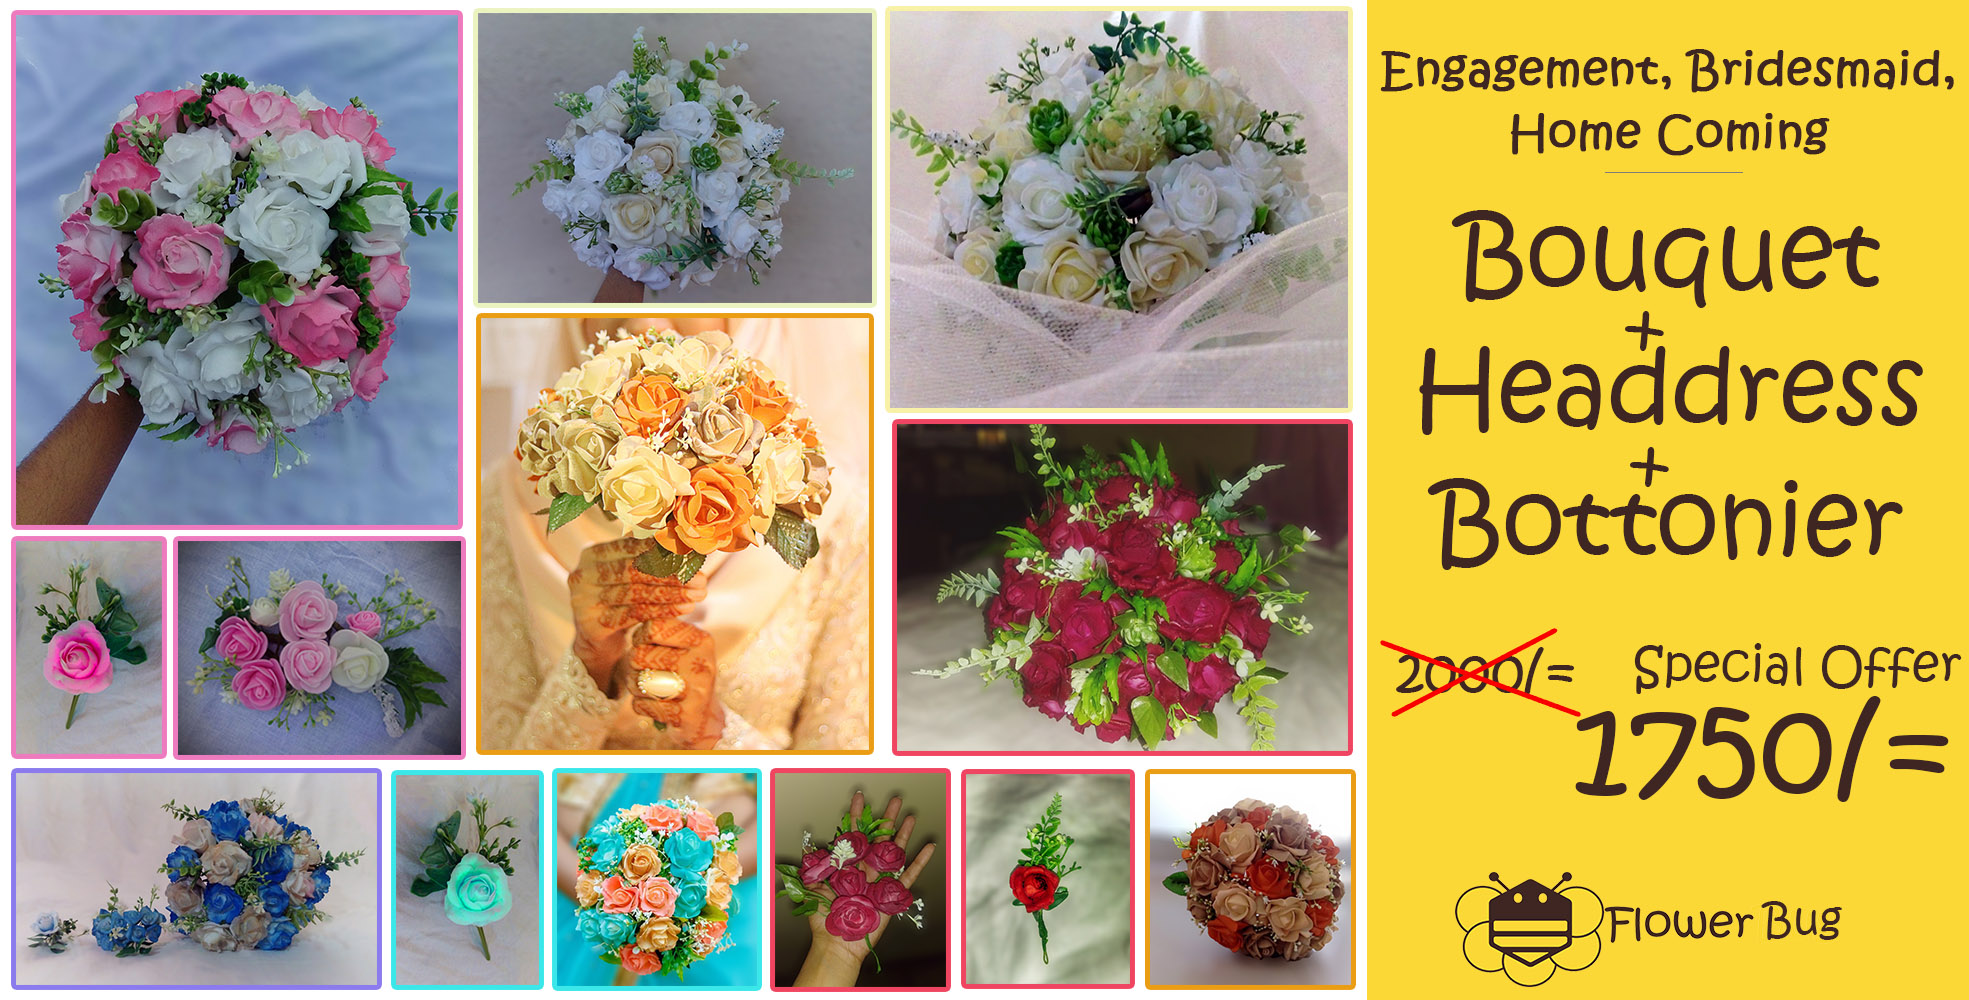 Engagement, Bridesmaid,
Home Coming
Bouquet
+
Headdress
+
Bottonier
2000/=
Special Offer
1750/=
Flower Bug